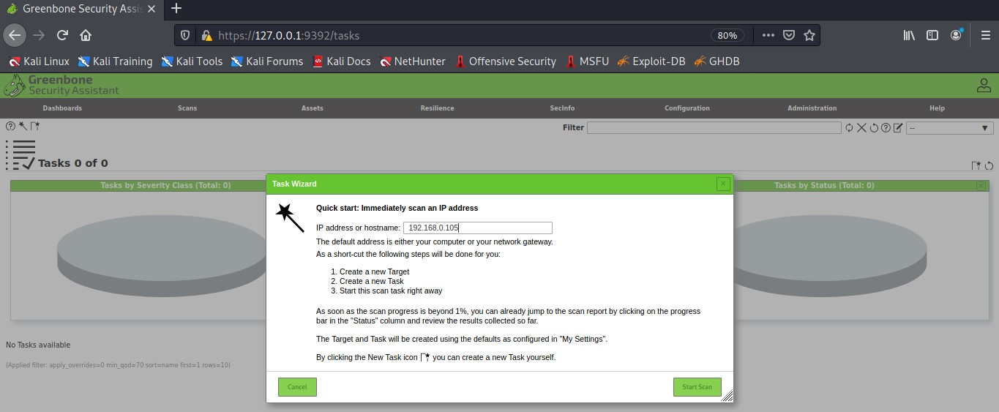 Greenbone Security Assis
https://127.0.0.1:9392/tasks
80%
Kali Linux Kali Training Kali Tools Kali Forums Kali Docs NetHunter Offensive Security MSFU Exploit-DB GHDB
Greenbone
Security Assistant
Dashboards Scans Assets Resilience SecInfo Configuration Administration Help
Filter --
Tasks 0 of 0
Tasks by Severity Class (Total: 0) Tasks by Status (Total: 0)
Task Wizard
Quick start: Immediately scan an IP address
IP address or hostname: 192.168.0.105
The default address is either your computer or your network gateway.
As a short-cut the following steps will be done for you:
1. Create a new Target
2. Create a new Task
3. Start this scan task right away
As soon as the scan progress is beyond 1%, you can already jump to the scan report by clicking on the progress
bar in the "Status" column and review the results collected so far.
The Target and Task will be created using the defaults as configured in "My Settings".
By clicking the New Task icon you can create a new Task yourself.
Cancel Start Scan
No Tasks available
(Applied filter: apply_overrides=0 min_qod=70 sort=name first=1 rows=10)